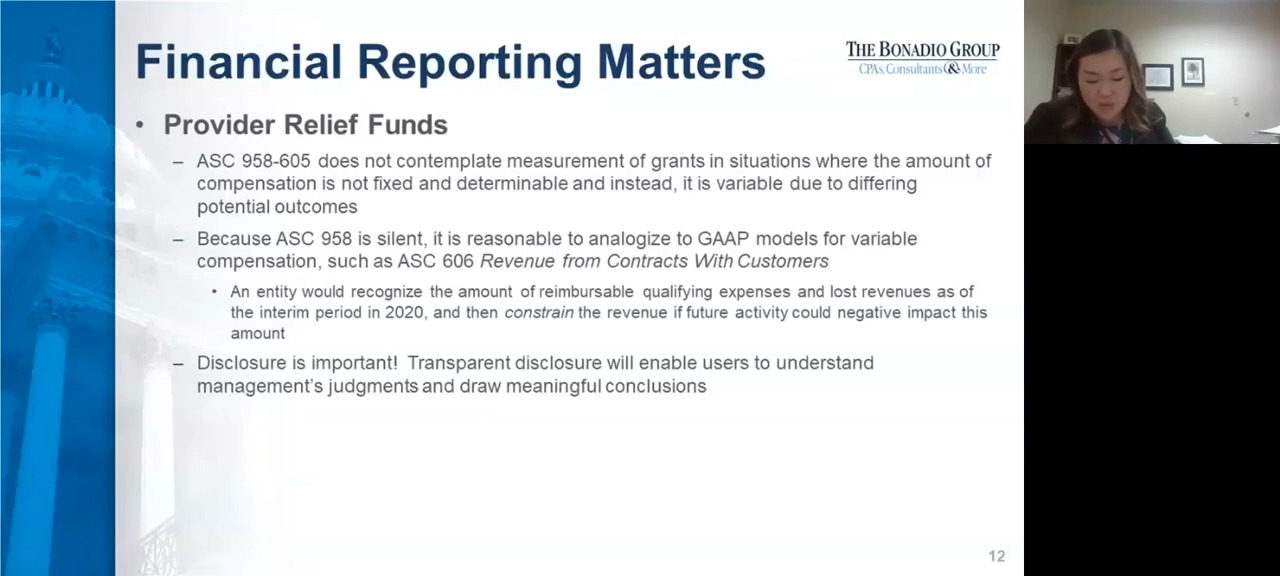 Financial Reporting Matters
THE BONADIO GROUP
CPAs, Consultants & More
• Provider Relief Funds
– ASC 958-605 does not contemplate measurement of grants in situations where the amount of
compensation is not fixed and determinable and instead, it is variable due to differing
potential outcomes
– Because ASC 958 is silent, it is reasonable to analogize to GAAP models for variable
compensation, such as ASC 606 Revenue from Contracts With Customers
• An entity would recognize the amount of reimbursable qualifying expenses and lost revenues as of
the interim period in 2020, and then constrain the revenue if future activity could negative impact this
amount
– Disclosure is important! Transparent disclosure will enable users to understand
management's judgments and draw meaningful conclusions
12